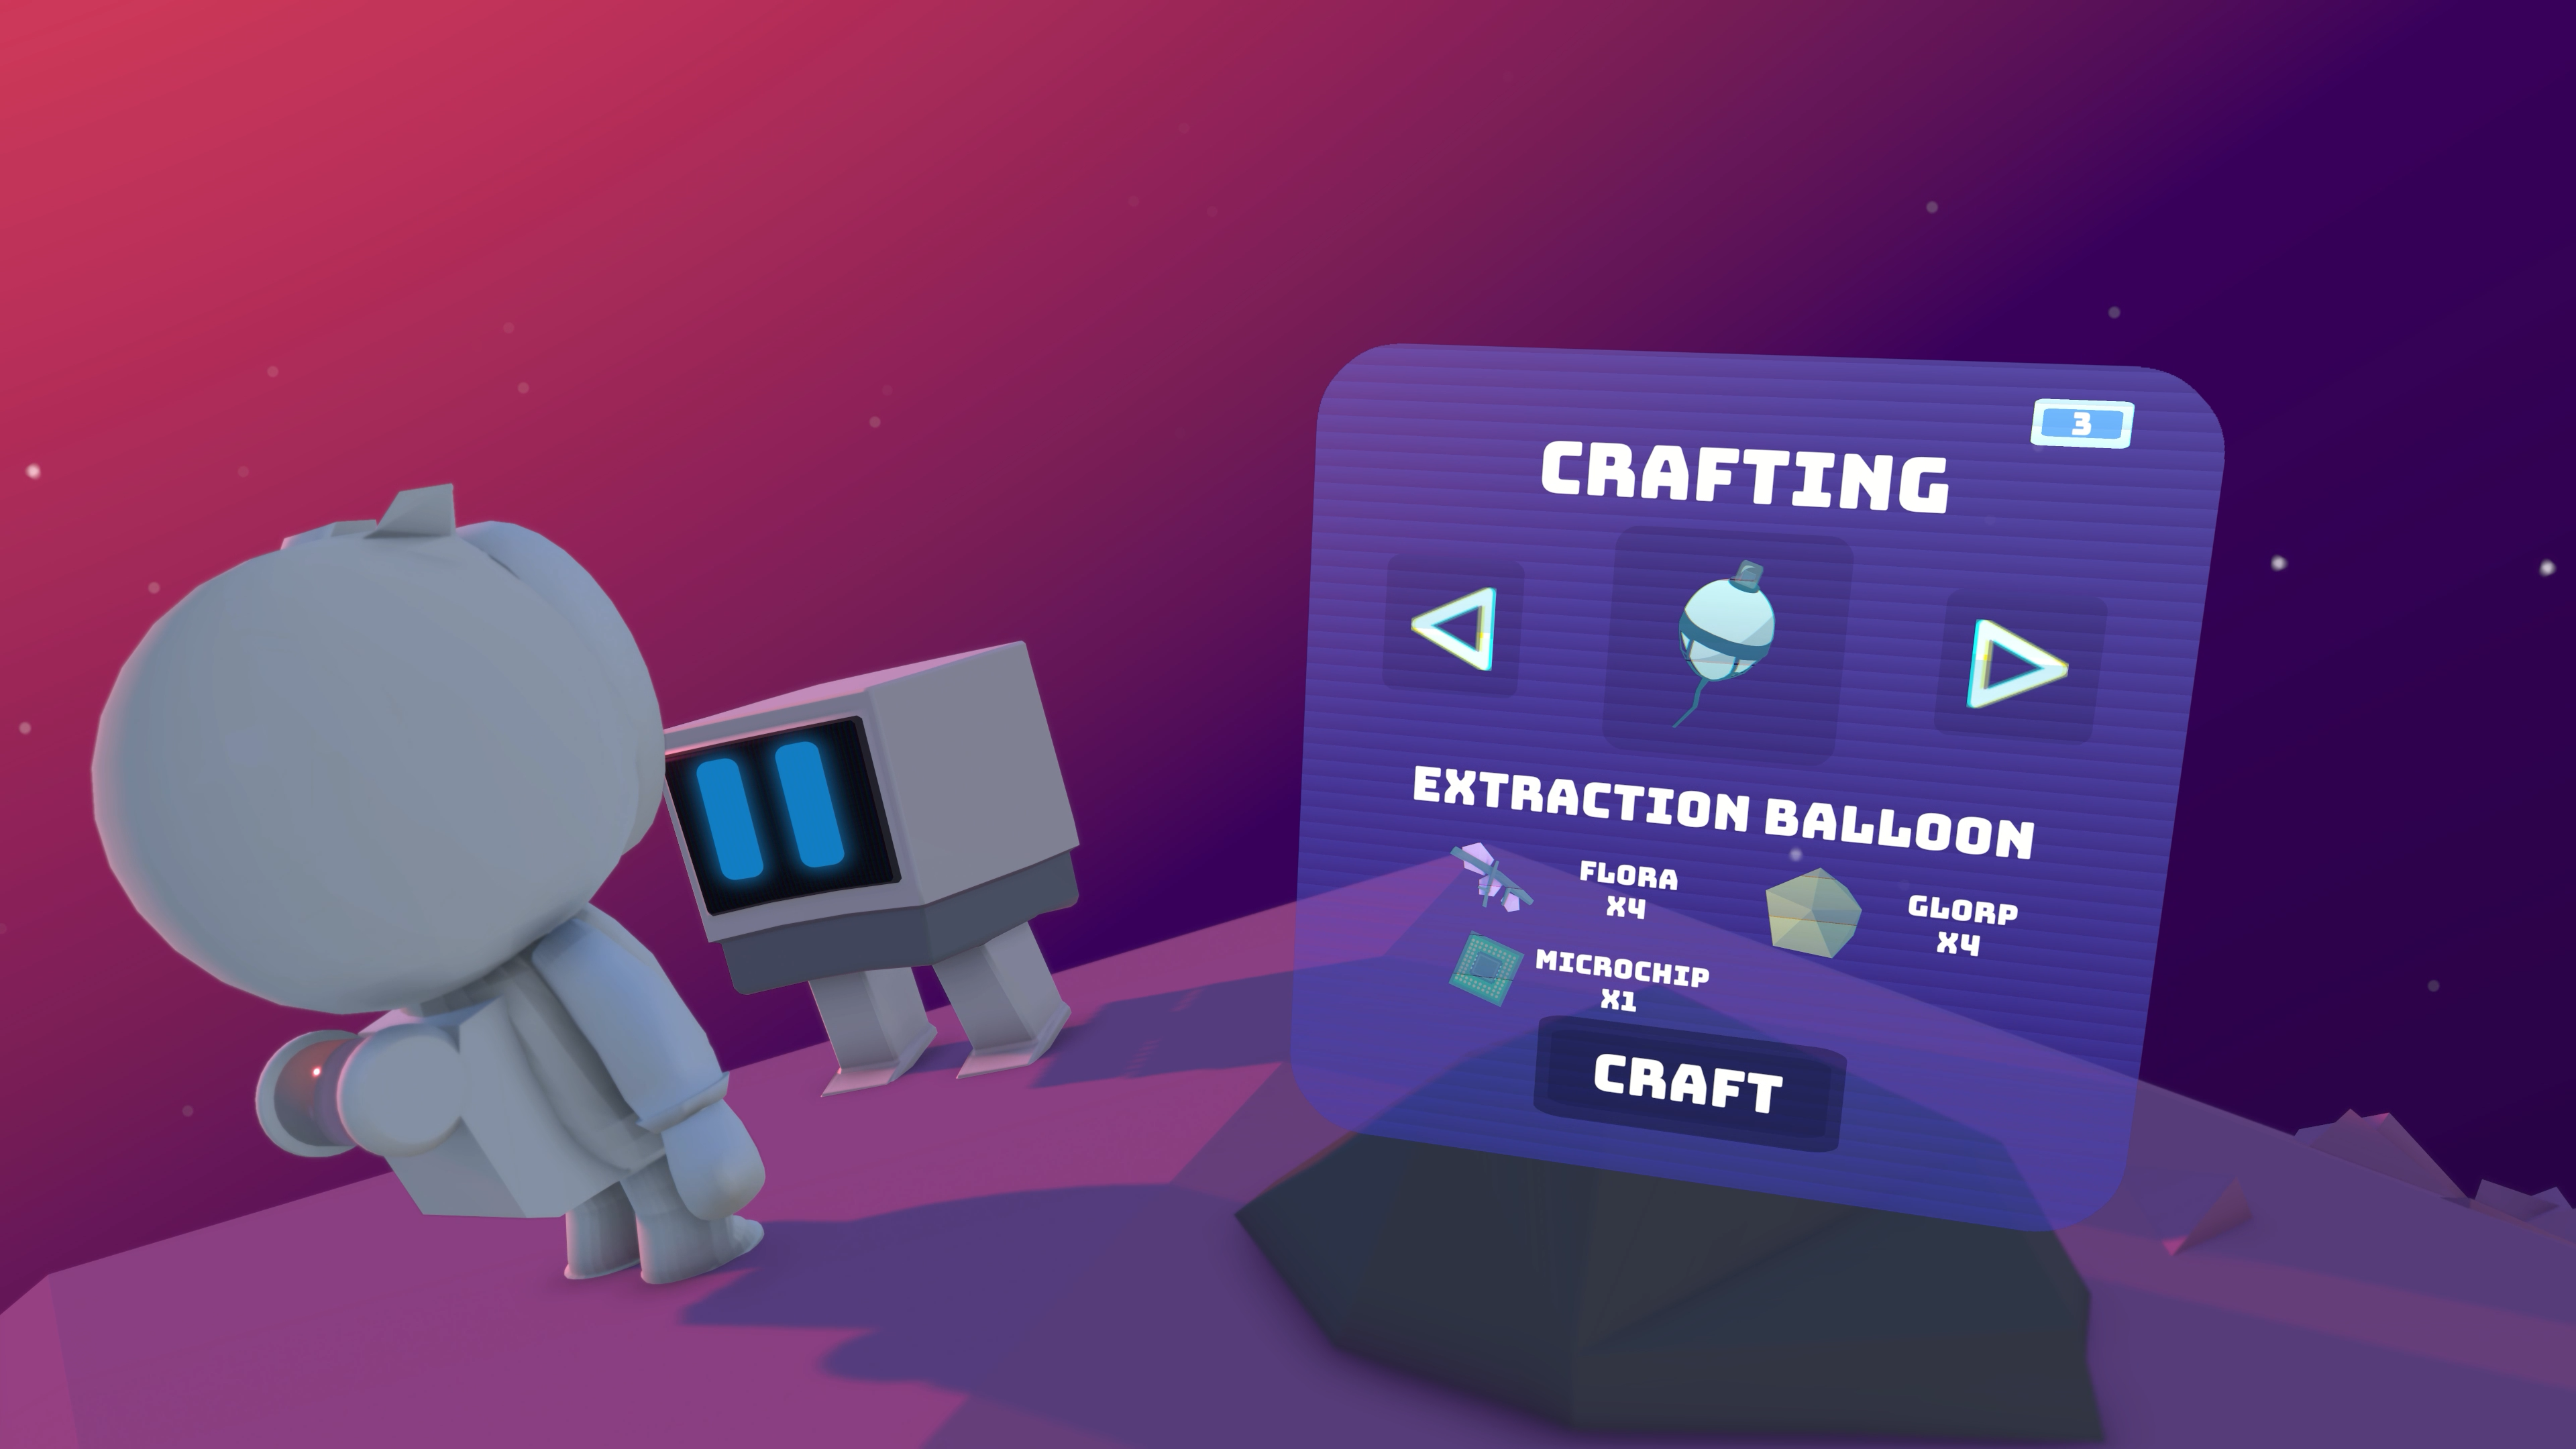 3
CRAFTING
EXTRACTION BALLOON
FLORA
X4
GLORP
X4
MICROCHIP
X1
CRAFT